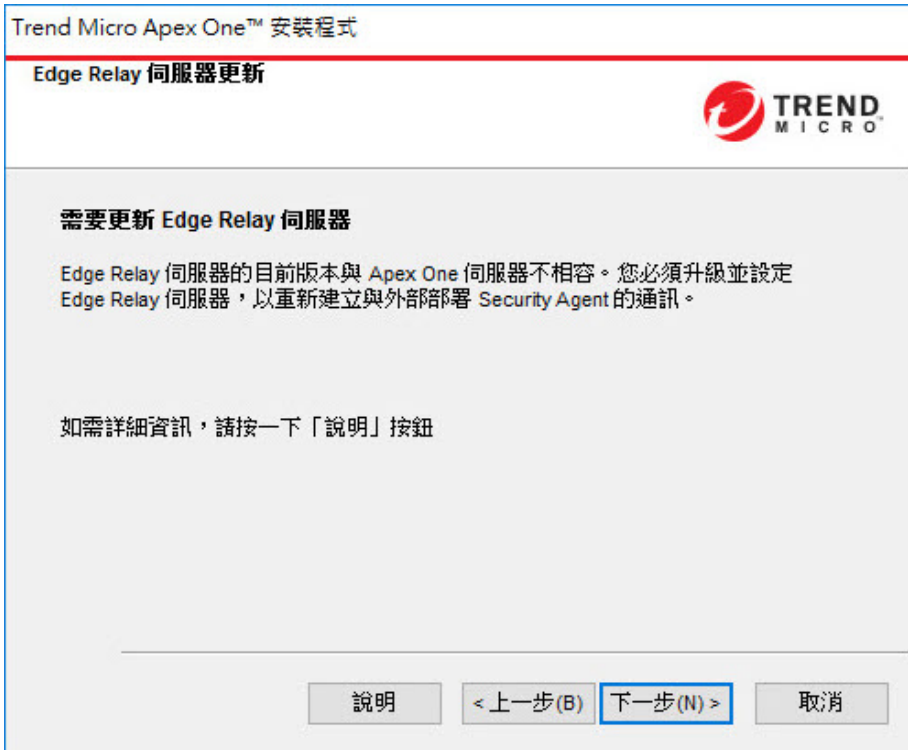 Trend Micro Apex One™ 安裝程式
Edge Relay 伺服器更新
TREND
MICRO
需要更新 Edge Relay 伺服器
Edge Relay 伺服器的目前版本與 Apex One 伺服器不相容。您必須升級並設定
Edge Relay 伺服器，以重新建立與外部部署 Security Agent 的通訊。
如需詳細資訊，請按一下「說明」按鈕
說明
< 上一步(B)
下一步(N) >
取消